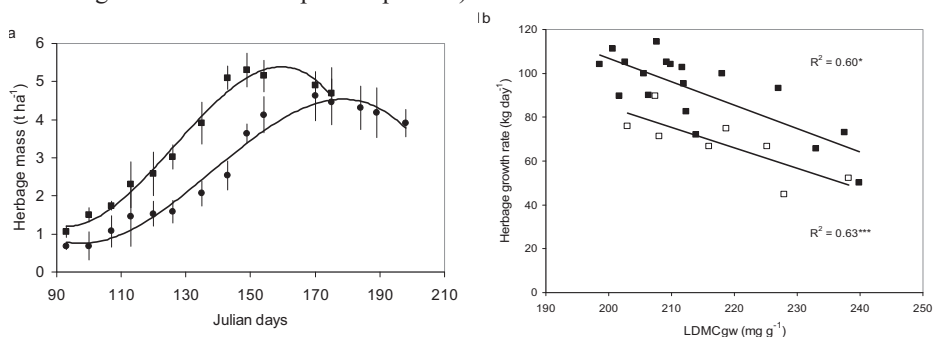 a
Herbage mass (t ha-1)
6
5
4
3
2
1
0
90 110 130 150 170 190 210
Julian days
b
Herbage growth rate (kg day-1)
120
100
80
60
40
20
0
R² = 0.60*
R² = 0.63***
190 200 210 220 230 240 250
LDMCgw (mg g-1)